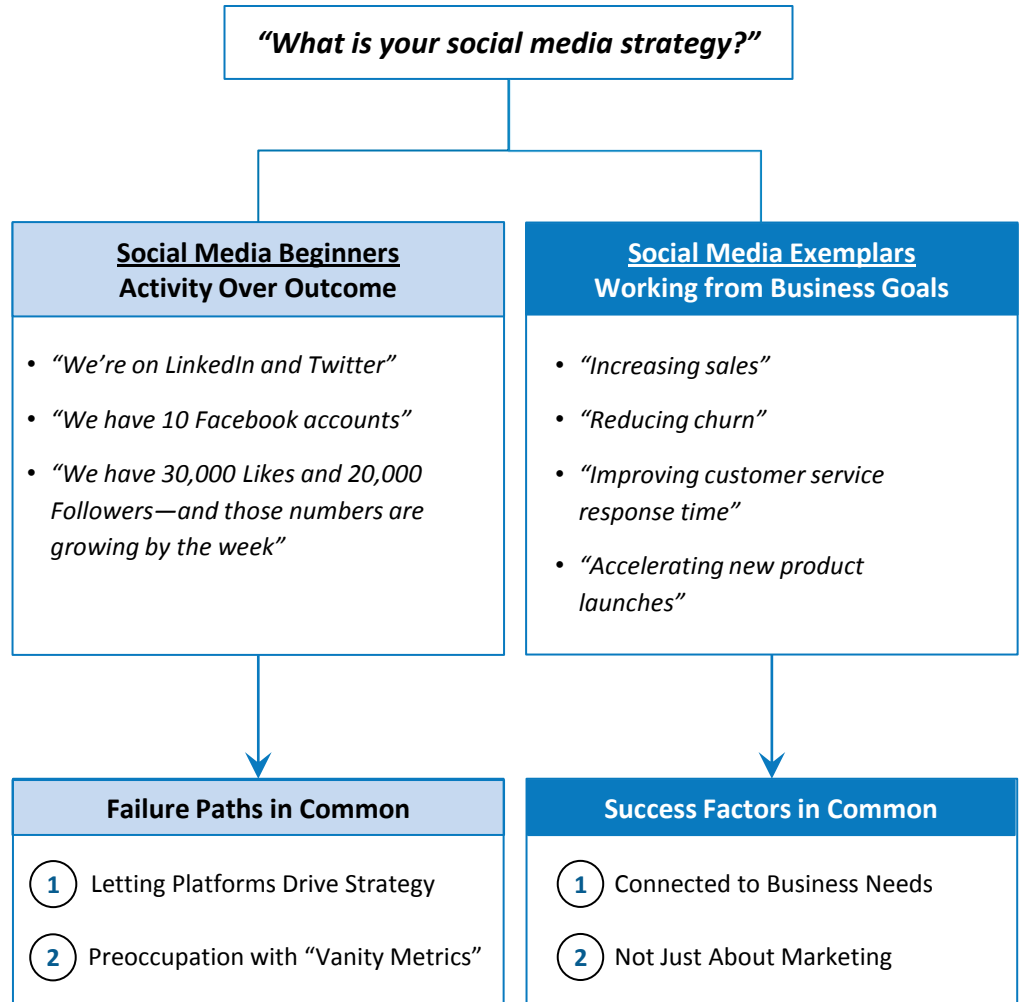 “What is your social media strategy?”
Social Media Beginners
Activity Over Outcome
• “We’re on LinkedIn and Twitter”
• “We have 10 Facebook accounts”
• “We have 30,000 Likes and 20,000
Followers—and those numbers are
growing by the week”
Social Media Exemplars
Working from Business Goals
• “Increasing sales”
• “Reducing churn”
• “Improving customer service
response time”
• “Accelerating new product
launches”
Failure Paths in Common
1 Letting Platforms Drive Strategy
2 Preoccupation with “Vanity Metrics”
Success Factors in Common
1 Connected to Business Needs
2 Not Just About Marketing